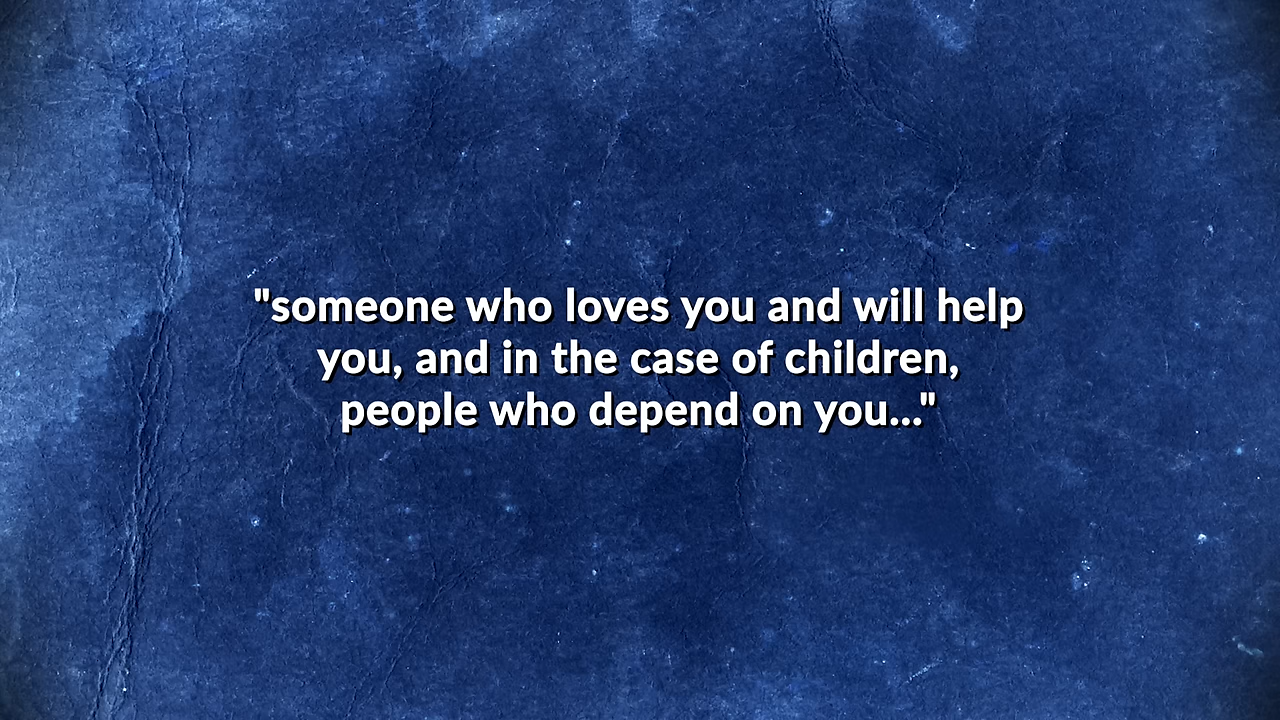 "someone who loves you and will help
you, and in the case of children,
people who depend on you..."